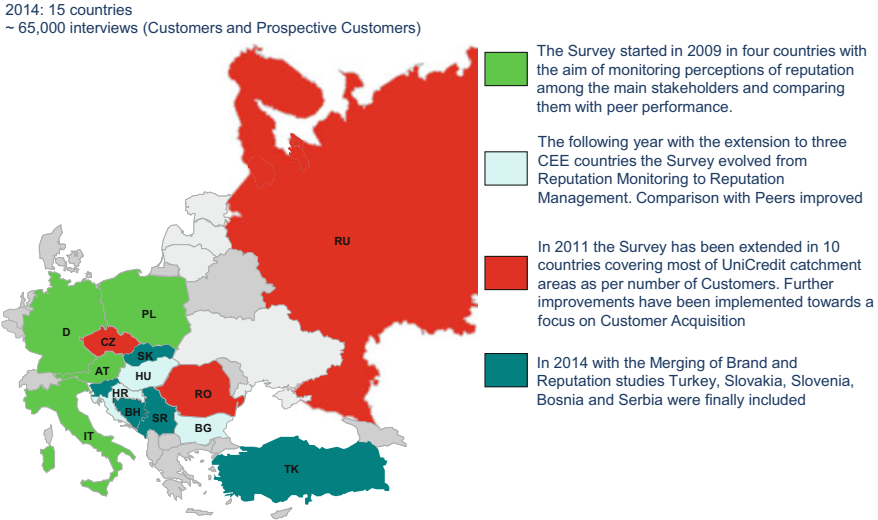 2014: 15 countries
~ 65,000 interviews (Customers and Prospective Customers)
The Survey started in 2009 in four countries with
the aim of monitoring perceptions of reputation
among the main stakeholders and comparing
them with peer performance.
The following year with the extension to three
CEE countries the Survey evolved from
Reputation Monitoring to Reputation
Management. Comparison with Peers improved
In 2011 the Survey has been extended in 10
countries covering most of UniCredit catchment
areas as per number of Customers. Further
improvements have been implemented towards a
focus on Customer Acquisition
In 2014 with the Merging of Brand and
Reputation studies Turkey, Slovakia, Slovenia,
Bosnia and Serbia were finally included
RU
PL
D
CZ
SK
AT
HU
HR
RO
BH
SR
BG
IT
TK